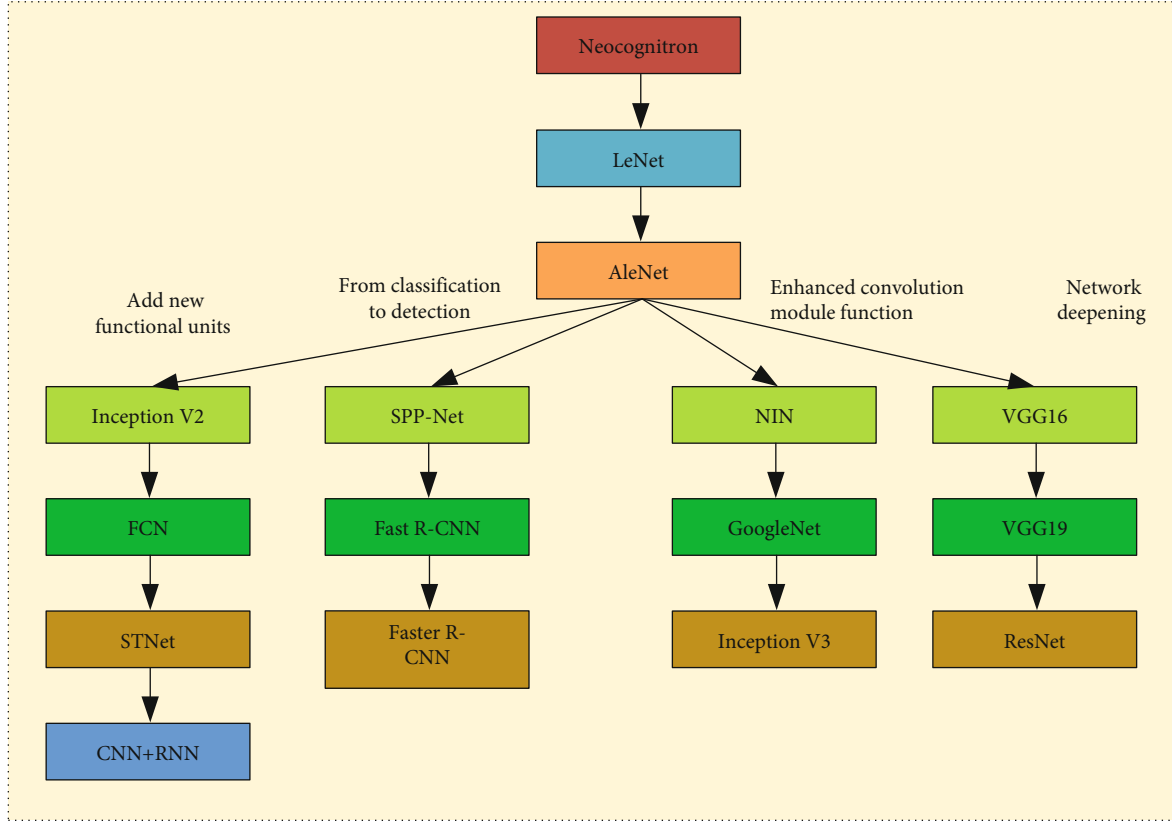 Neocognitron
LeNet
AleNet
Add new
functional units
From classification
to detection
Enhanced convolution
module function
Network
deepening
Inception V2
SPP-Net
NIN
VGG16
FCN
Fast R-CNN
GoogleNet
VGG19
STNet
Faster R-
CNN
Inception V3
ResNet
CNN+RNN